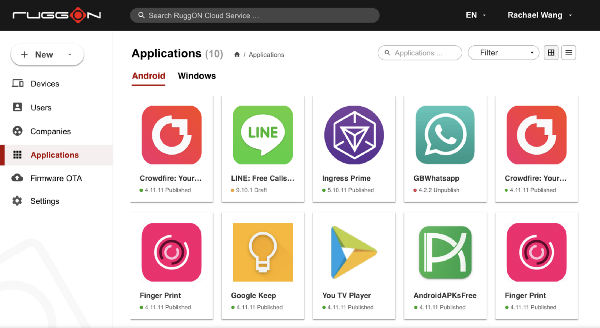 RUGGON
Search RuggON Cloud Service ...
EN
Rachael Wang
+ New
Devices
Users
Companies
Applications
Firmware OTA
Settings
Applications (10)
/ Applications
Applications ...
Filter
Android
Windows
Crowdfire: Your...
4.11.11 Published
LINE
LINE: Free Calls...
9.10.1 Draft
Ingress Prime
5.10.11 Published
GBWhatsapp
4.2.2 Unpublish
Crowdfire: Your...
4.11.11 Published
Finger Print
4.11.11 Published
Google Keep
4.11.11 Published
You TV Player
4.11.11 Published
AndroidAPKsFree
4.11.11 Published
Finger Print
4.11.11 Published